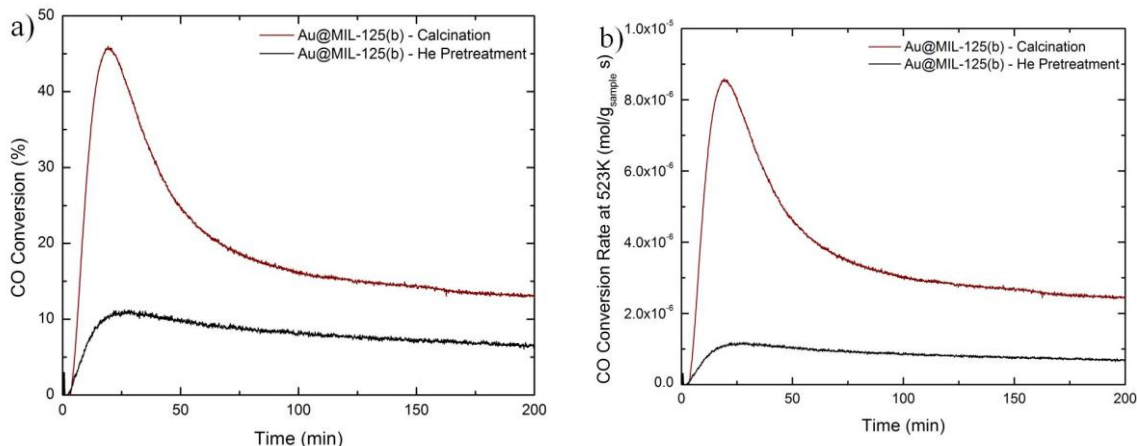 a)
Au@MIL-125(b) - Calcination
Au@MIL-125(b) - He Pretreatment
CO Conversion (%)
50
40
30
20
10
0
0 50 100 150 200
Time (min)
b)
Au@MIL-125(b) - Calcination
Au@MIL-125(b) - He Pretreatment
CO Conversion Rate at 523K (mol/gsample s)
1.0x10⁻⁵
8.0x10⁻⁶
6.0x10⁻⁶
4.0x10⁻⁶
2.0x10⁻⁶
0.0
0 50 100 150 200
Time (min)